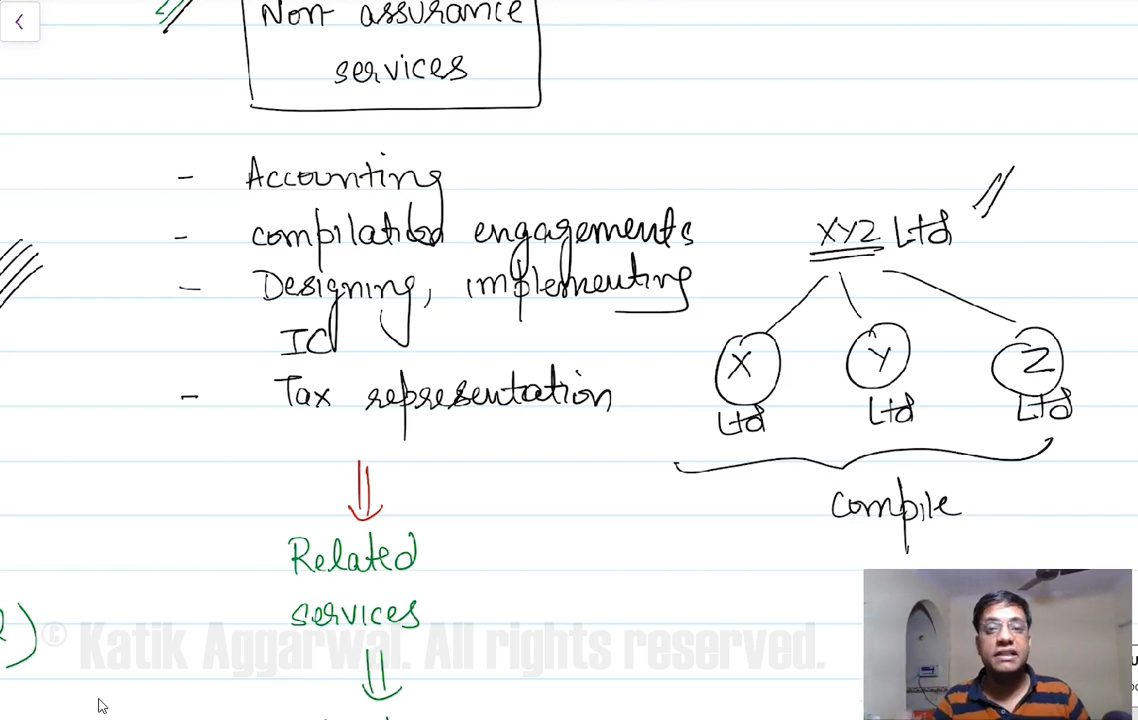 Non assurance
services
- Accounting
- compilation engagements
- Designing, implementing
IC
- Tax representation
XYZ Ltd
X Y Z
Ltd Ltd Ltd
compile
Related
services
© Katik Aggarwal. All rights reserved.